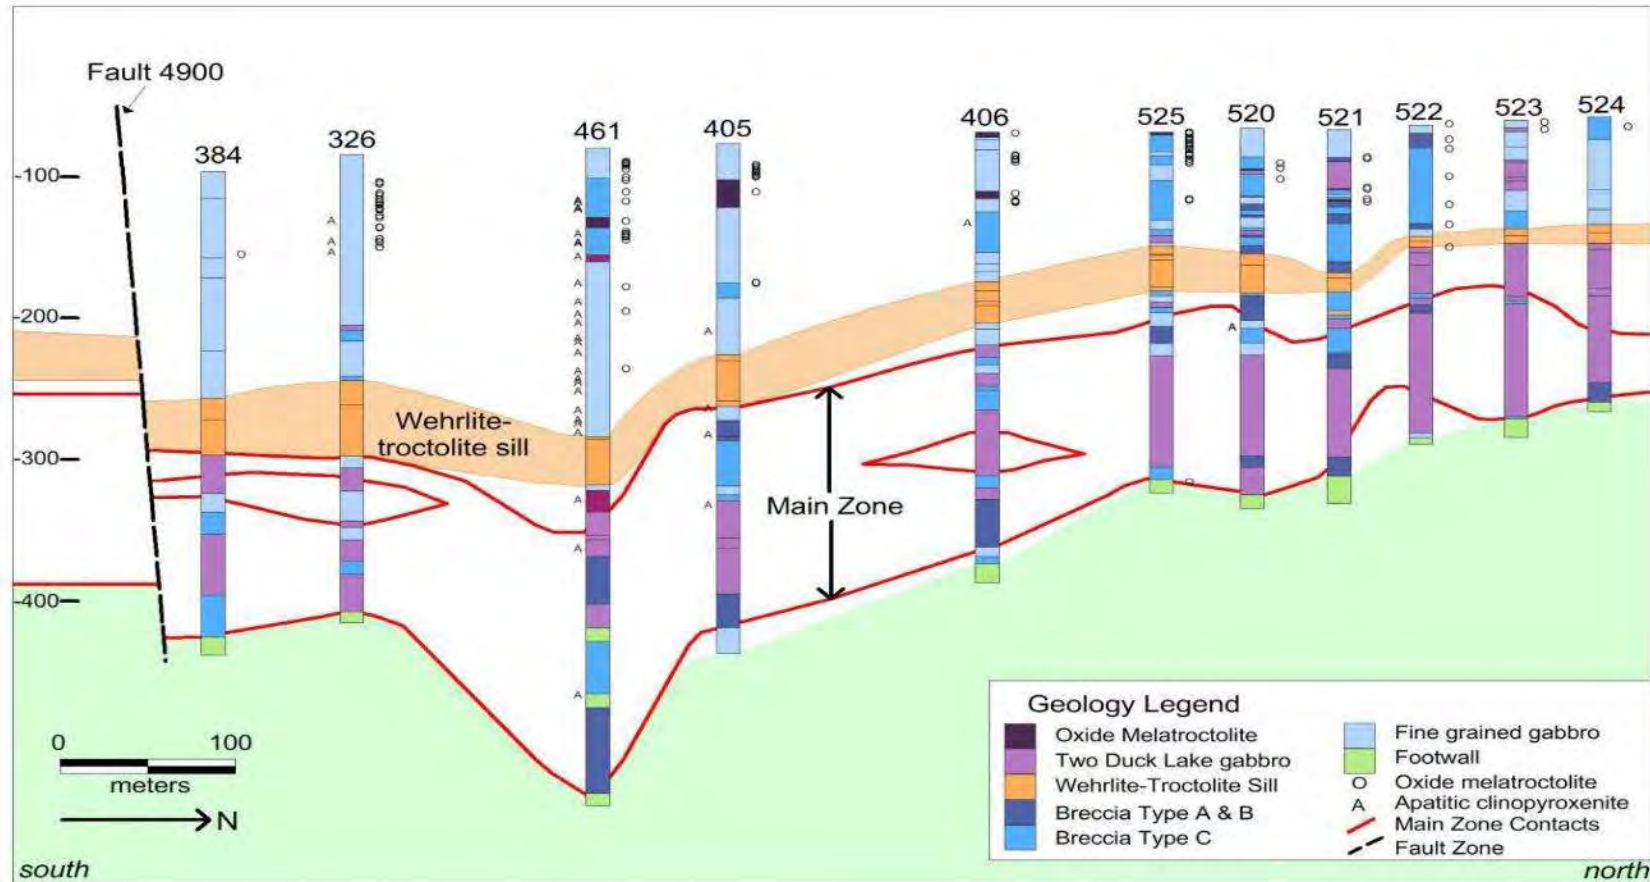 Fault 4900
384
326
461
405
406
525
520
521
522
523
524
-100
-200
-300
-400
Wehrlite-
troctolite sill
Main Zone
0 100
meters
N
south
north
Geology Legend
Oxide Melatroctolite
Two Duck Lake gabbro
Wehrlite-Troctolite Sill
Breccia Type A & B
Breccia Type C
Fine grained gabbro
Footwall
O Oxide melatroctolite
A Apatitic clinopyroxenite
Main Zone Contacts
Fault Zone